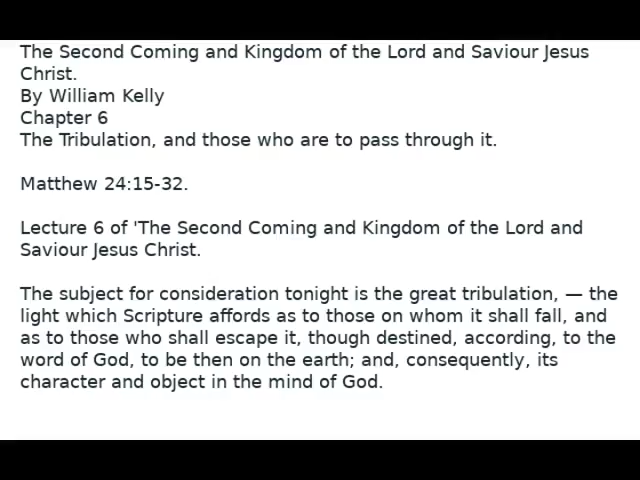 The Second Coming and Kingdom of the Lord and Saviour Jesus
Christ.
By William Kelly
Chapter 6
The Tribulation, and those who are to pass through it.
Matthew 24:15-32.
Lecture 6 of 'The Second Coming and Kingdom of the Lord and
Saviour Jesus Christ.
The subject for consideration tonight is the great tribulation, — the
light which Scripture affords as to those on whom it shall fall, and
as to those who shall escape it, though destined, according, to the
word of God, to be then on the earth; and, consequently, its
character and object in the mind of God.